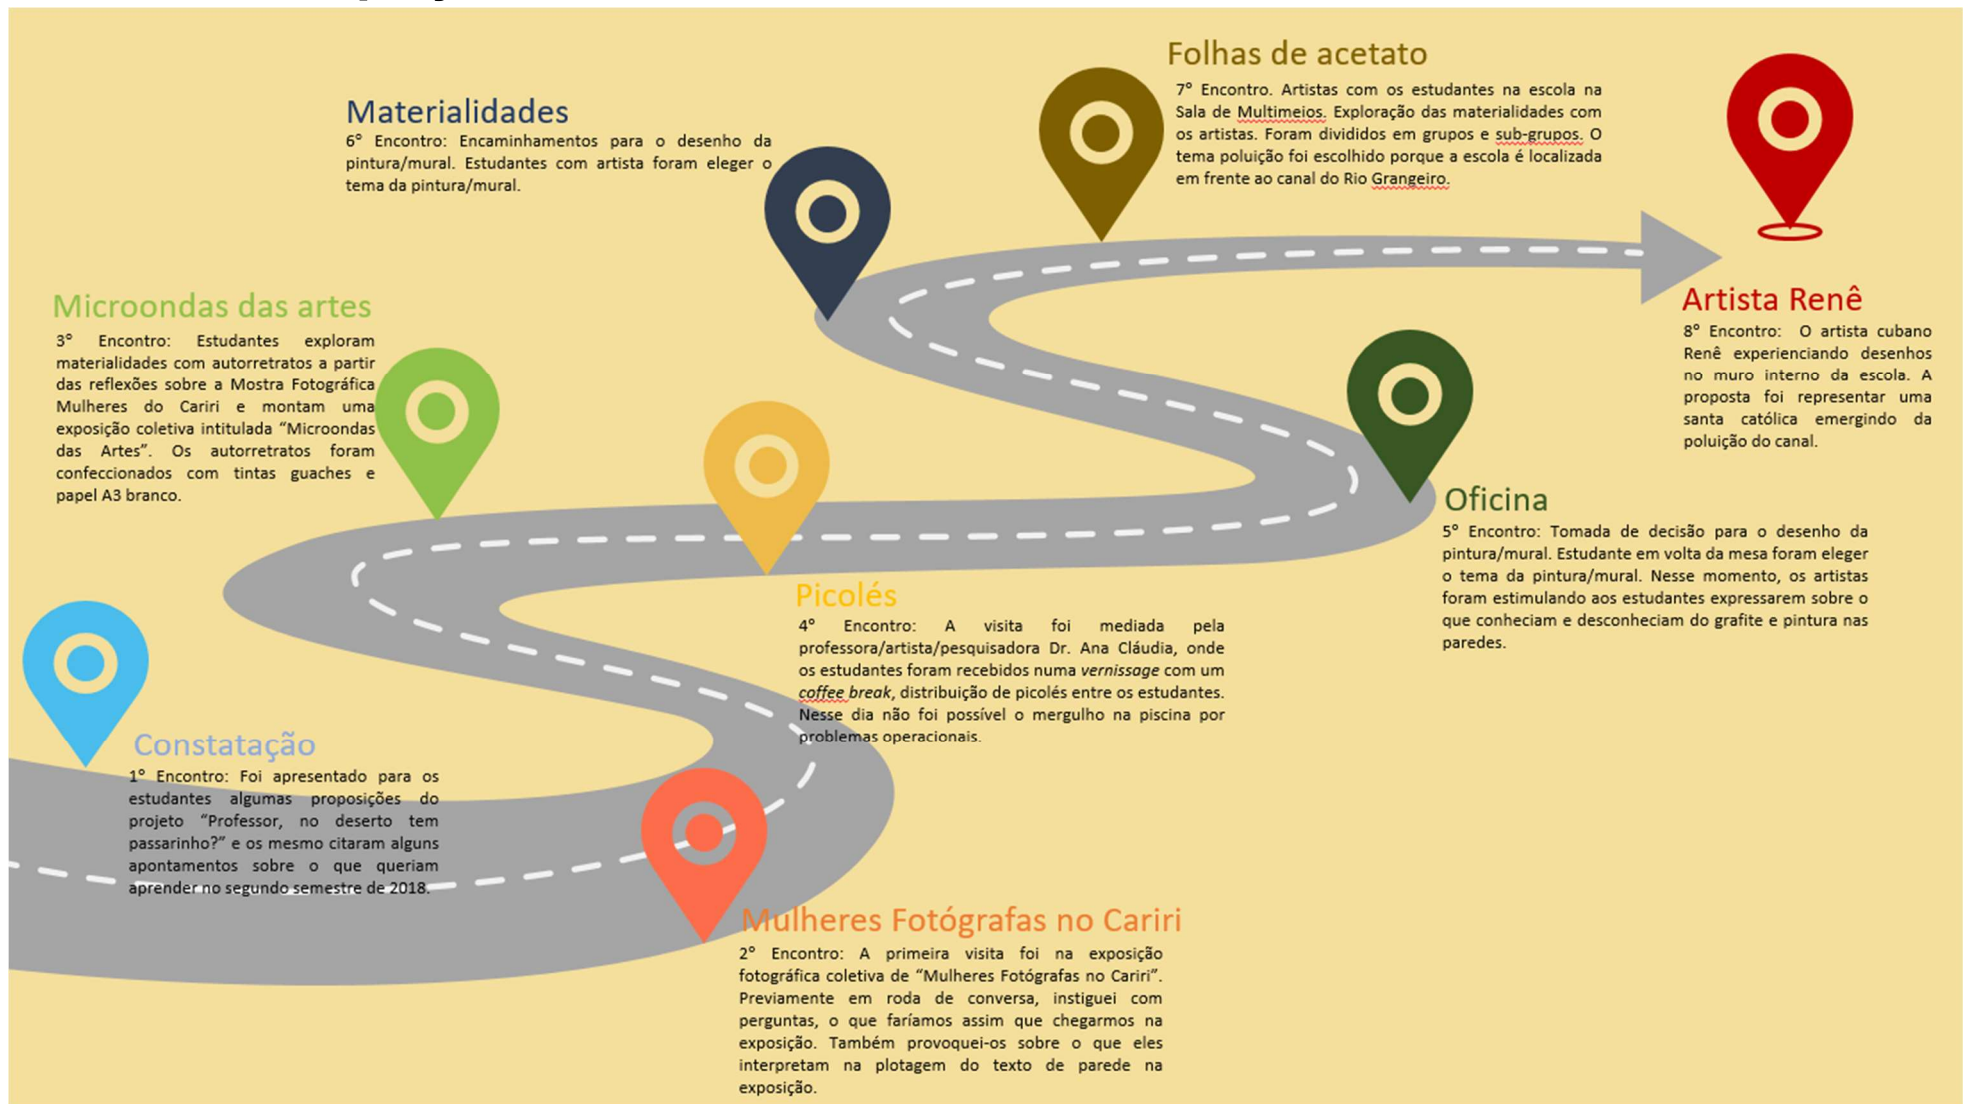 Folhas de acetato
7° Encontro. Artistas com os estudantes na escola na
Sala de Multimeios. Exploração das materialidades com
os artistas. Foram divididos em grupos e sub-grupos. O
tema poluição foi escolhido porque a escola é localizada
em frente ao canal do Rio Grangeiro.
Materialidades
6° Encontro: Encaminhamentos para o desenho da
pintura/mural. Estudantes com artista foram eleger o
tema da pintura/mural.
Artista Renê
8° Encontro: O artista cubano
Renê experienciando desenhos
no muro interno da escola. A
proposta foi representar uma
santa católica emergindo da
poluição do canal.
Microondas das artes
3° Encontro: Estudantes exploram
materialidades com autorretratos a partir
das reflexões sobre a Mostra Fotográfica
Mulheres do Cariri e montam uma
exposição coletiva intitulada “Microondas
das Artes”. Os autorretratos foram
confeccionados com tintas guaches e
papel A3 branco.
Oficina
5° Encontro: Tomada de decisão para o desenho da
pintura/mural. Estudante em volta da mesa foram eleger
o tema da pintura/mural. Nesse momento, os artistas
foram estimulando aos estudantes expressarem sobre o
que conheciam e desconheciam do grafite e pintura nas
paredes.
Picolés
4° Encontro: A visita foi mediada pela
professora/artista/pesquisadora Dr. Ana Cláudia, onde
os estudantes foram recebidos numa vernissage com um
coffee break, distribuição de picolés entre os estudantes.
Nesse dia não foi possível o mergulho na piscina por
problemas operacionais.
Constatação
1° Encontro: Foi apresentado para os
estudantes algumas proposições do
projeto “Professor, no deserto tem
passarinho?” e os mesmo citaram alguns
apontamentos sobre o que queriam
aprender no segundo semestre de 2018.
Mulheres Fotógrafas no Cariri
2° Encontro: A primeira visita foi na exposição
fotográfica coletiva de “Mulheres Fotógrafas no Cariri”.
Previamente em roda de conversa, instiguei com
perguntas, o que faríamos assim que chegarmos na
exposição. Também provoquei-os sobre o que eles
interpretam na plotagem do texto de parede na
exposição.